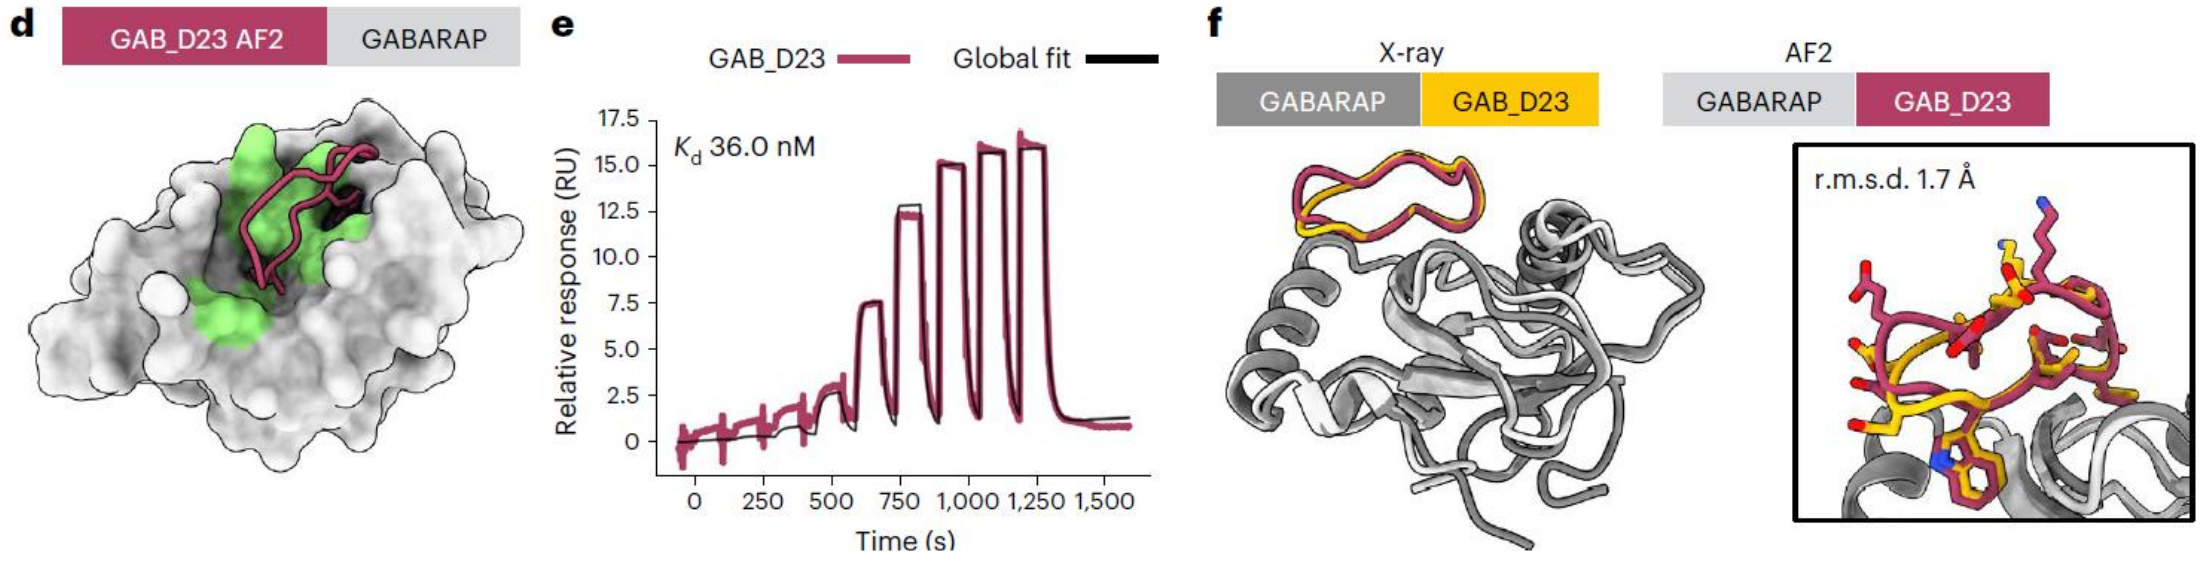 d
GAB_D23 AF2 GABARAP
e
GAB_D23 Global fit
Kd 36.0 nM
Relative response (RU)
17.5
15.0
12.5
10.0
7.5
5.0
2.5
0
0 250 500 750 1,000 1,250 1,500
Time (s)
f
X-ray
GABARAP GAB_D23
AF2
GABARAP GAB_D23
r.m.s.d. 1.7 Å